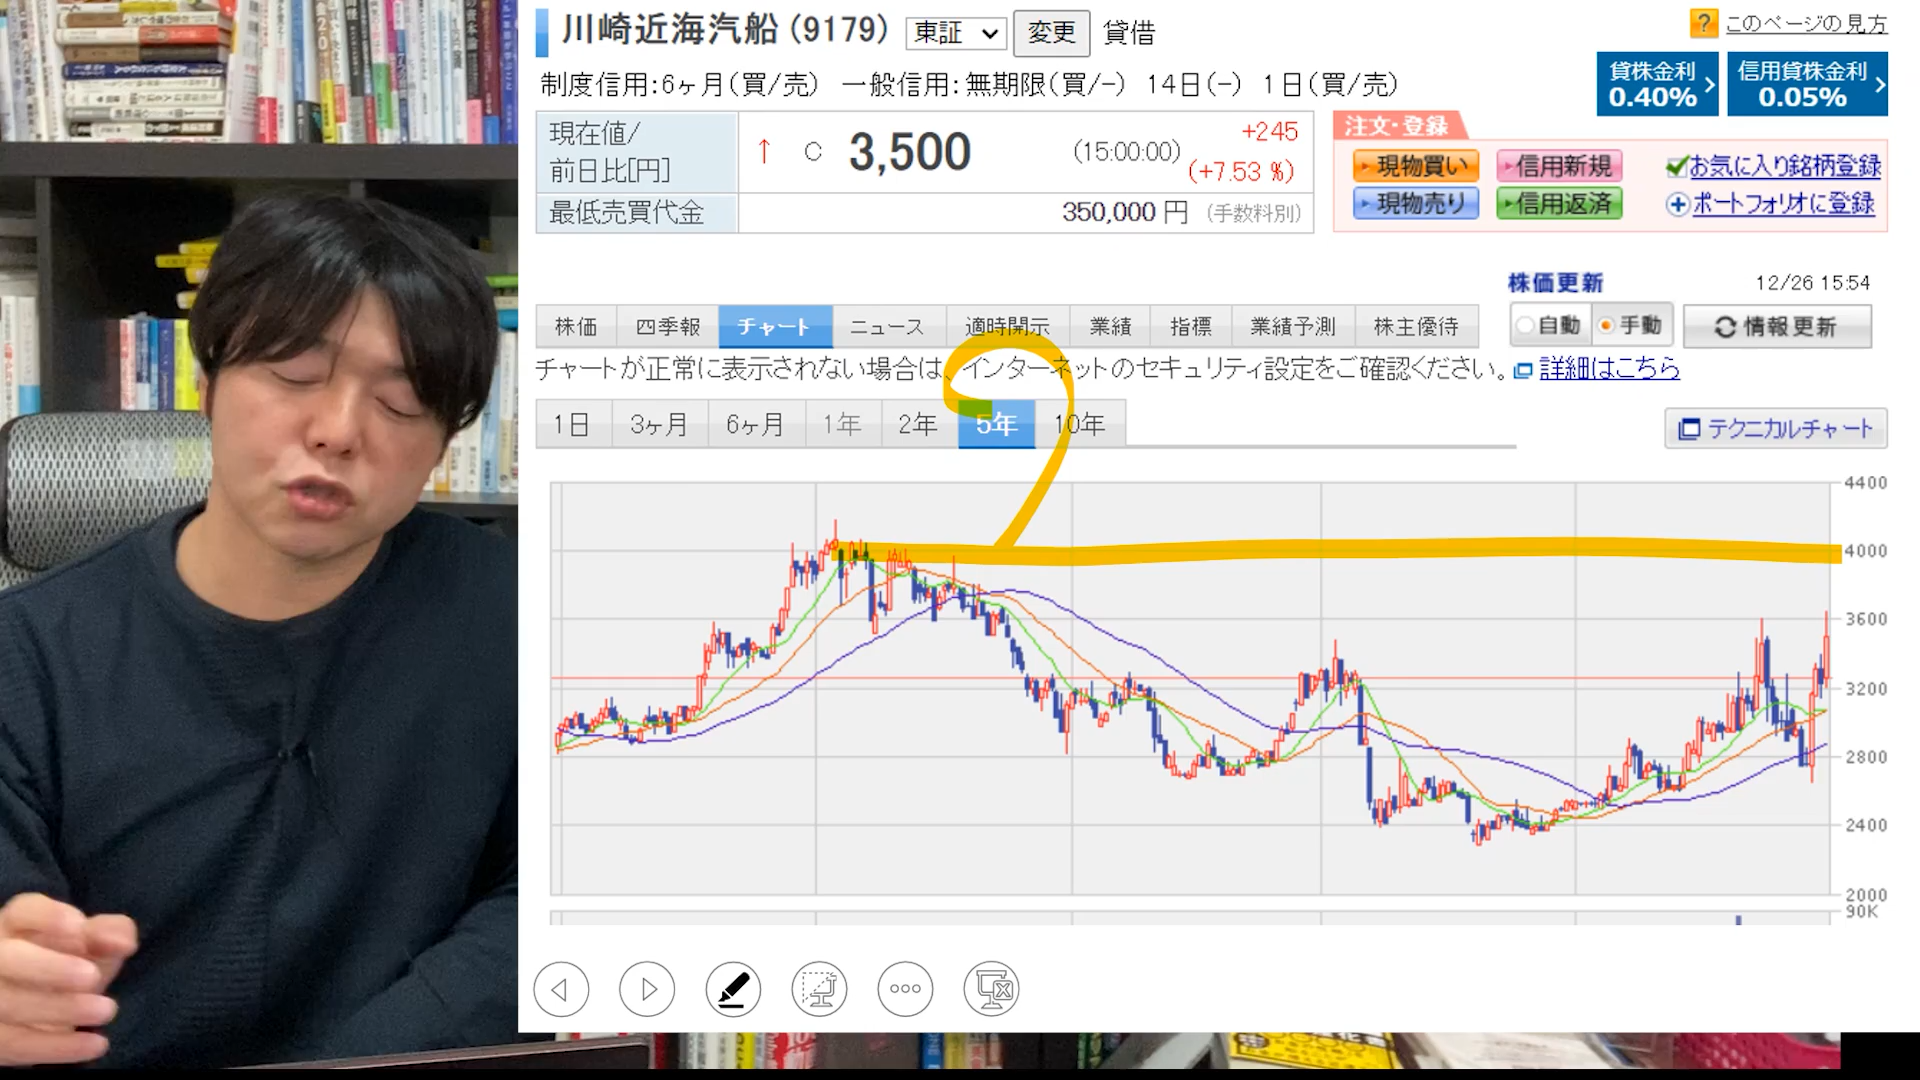 川崎近海汽船 (9179) 東証 変更 貸借
? このページの見方
制度信用:6ヶ月(買/売) 一般信用:無期限(買/-) 14日(-) 1日(買/売)
貸株金利 0.40%
信用貸株金利 0.05%
現在値/前日比[円] ↑ C 3,500 (15:00:00) +245 (+7.53 %)
最低売買代金 350,000 円 (手数料別)
注文・登録
現物買い 信用新規 お気に入り銘柄登録
現物売り 信用返済 ポートフォリオに登録
株価更新 12/26 15:54
株価 四季報 チャート ニュース 適時開示 業績 指標 業績予測 株主優待
自動 手動 情報更新
チャートが正常に表示されない場合は、インターネットのセキュリティ設定をご確認ください。 詳細はこちら
1日 3ヶ月 6ヶ月 1年 2年 5年 10年
テクニカルチャート
4400
4000
3600
3200
2800
2400
2000
90K